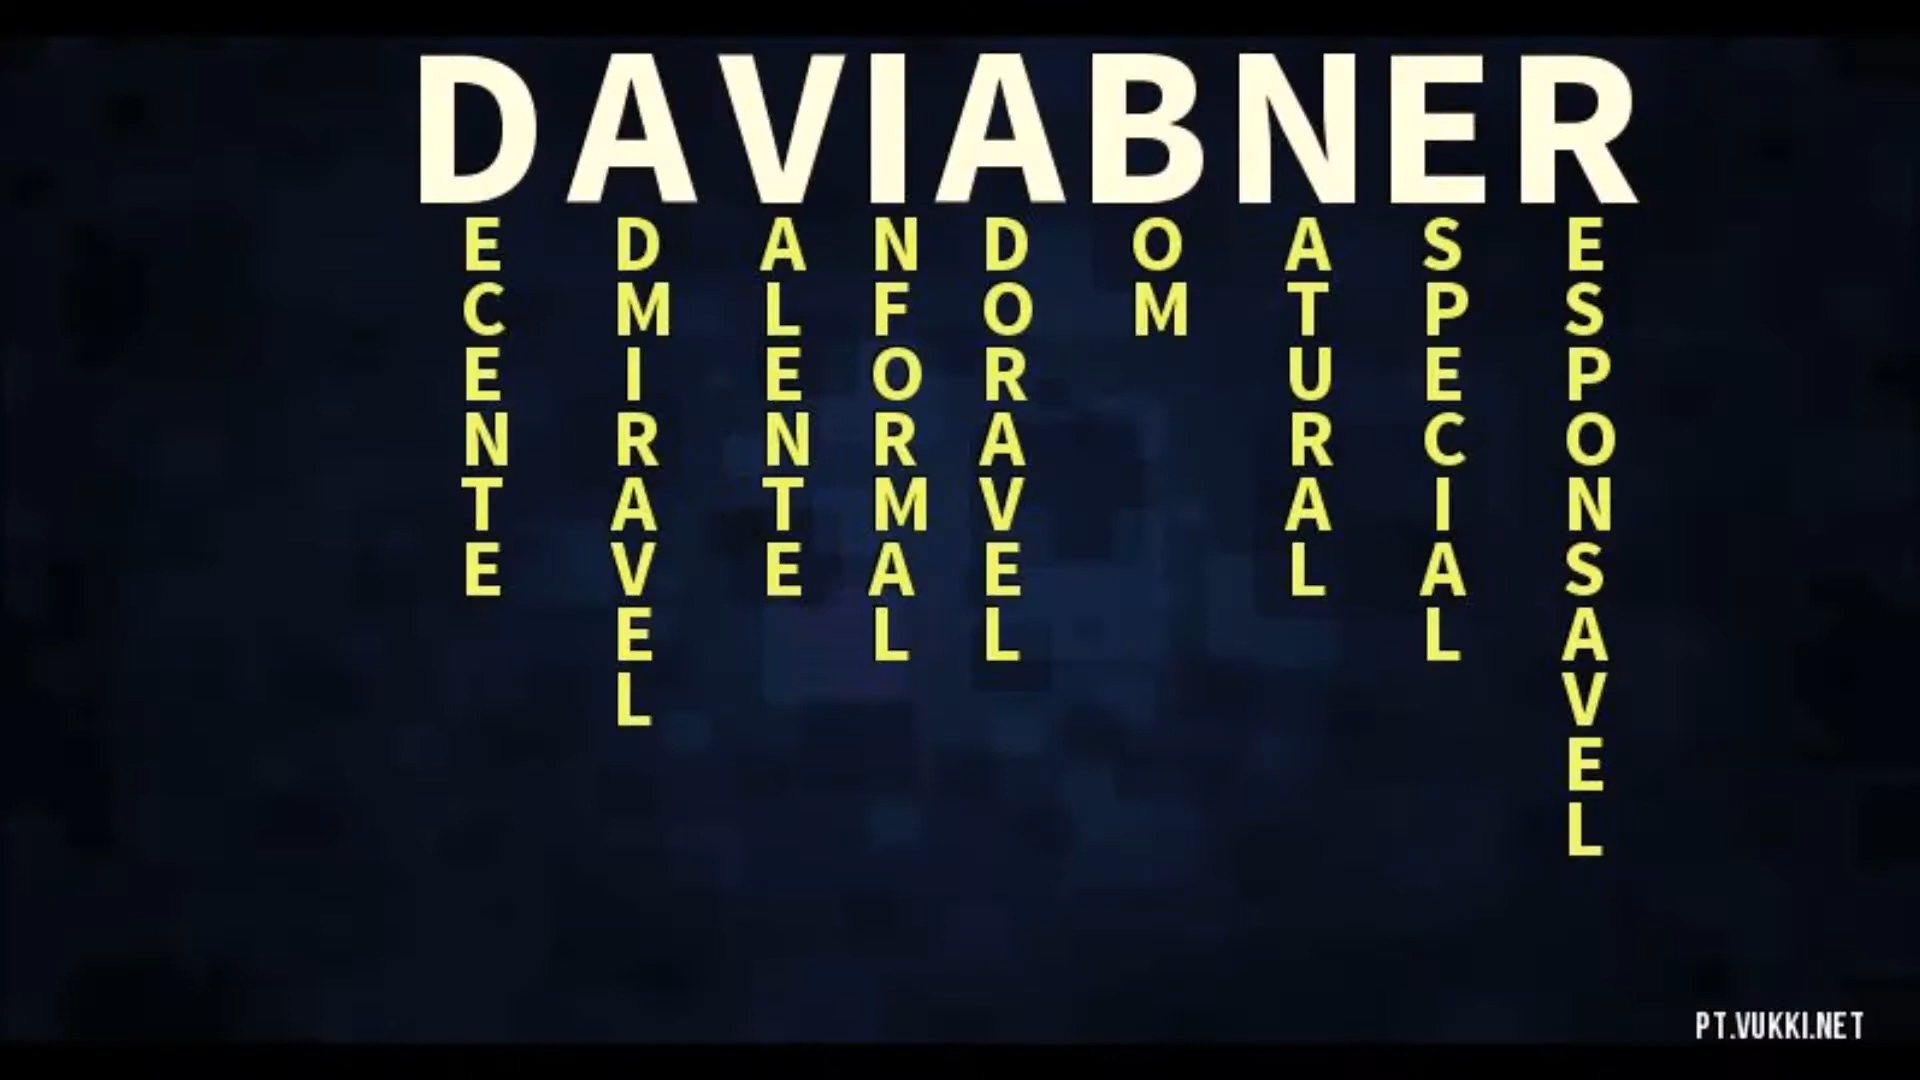 DAVIABNER
ECENTE
DMIRAVEL
ALENTE
NFORMAL
DORAVEL
OM
ATURAL
SPECIAL
ESPONSAVEL
PT.VUKKI.NET